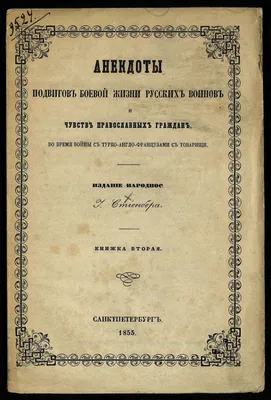 3527
АНЕКДОТЫ
ПОДВИГОВЪ БОЕВОЙ ЖИЗНИ РУССКИХЪ ВОИНОВЪ
И
ЧУВСТВЪ ПРАВОСЛАВНЫХЪ ГРАЖДАНЪ,
ВО ВРЕМЯ ВОЙНЫ СЪ ТУРКО-АНГЛО-ФРАНЦУЗАМИ СЪ ТОВАРИЩИ.
ИЗДАНІЕ НАРОДНОЕ
КНИЖКА ВТОРАЯ.
САНКТПЕТЕРБУРГЪ.
1855.